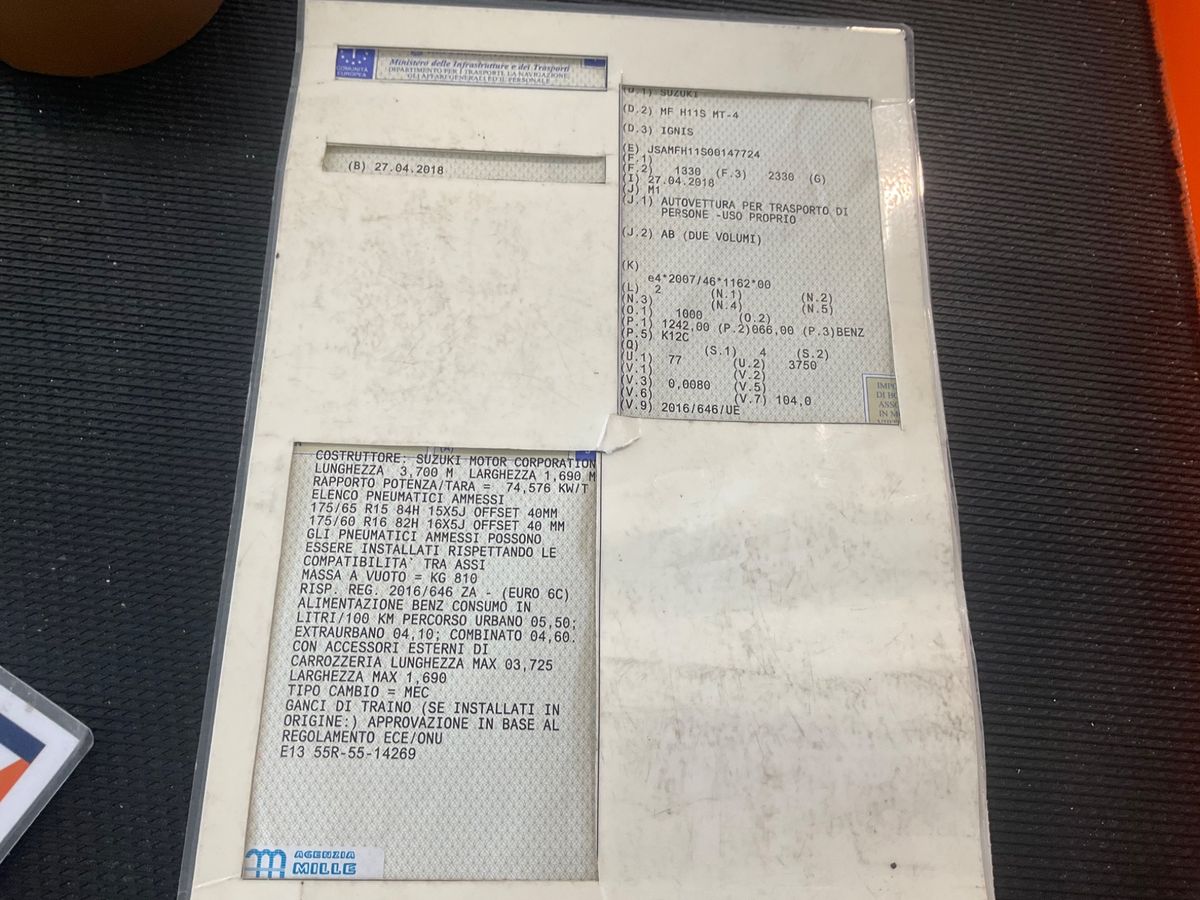 COMUNITÀ
EUROPEA
Ministero delle Infrastrutture e dei Trasporti
DIPARTIMENTO PER I TRASPORTI, LA NAVIGAZIONE,
GLI AFFARI GENERALI ED IL PERSONALE
(B) 27.04.2018
(D.1) SUZUKI
(D.2) MF H11S MT-4
(D.3) IGNIS
(E) JSAMFH11S00147724
(F.1)
(F.2) 1330 (F.3) 2330 (G)
(I) 27.04.2018
(J) M1
(J.1) AUTOVETTURA PER TRASPORTO DI
PERSONE -USO PROPRIO
(J.2) AB (DUE VOLUMI)
(K)
e4*2007/46*1162*00
(L) 2 (N.1) (N.2)
(N.3) (N.4) (N.5)
(O.1) 1000 (O.2)
(P.1) 1242,00 (P.2)066,00 (P.3)BENZ
(P.5) K12C
(Q) (S.1) 4 (S.2)
(U.1) 77 (U.2) 3750
(V.1) (V.2)
(V.3) 0,0080 (V.5)
(V.6) (V.7) 104,0
(V.9) 2016/646/UE
DI
ASS
IN M
COSTRUTTORE: SUZUKI MOTOR CORPORATION
LUNGHEZZA 3,700 M LARGHEZZA 1,690 M
RAPPORTO POTENZA/TARA = 74,576 KW/T
ELENCO PNEUMATICI AMMESSI
175/65 R15 84H 15X5J OFFSET 40MM
175/60 R16 82H 16X5J OFFSET 40 MM
GLI PNEUMATICI AMMESSI POSSONO
ESSERE INSTALLATI RISPETTANDO LE
COMPATIBILITA` TRA ASSI
MASSA A VUOTO = KG 810
RISP. REG. 2016/646 ZA - (EURO 6C)
ALIMENTAZIONE BENZ CONSUMO IN
LITRI/100 KM PERCORSO URBANO 05,50;
EXTRAURBANO 04,10; COMBINATO 04,60.
CON ACCESSORI ESTERNI DI
CARROZZERIA LUNGHEZZA MAX 03,725
LARGHEZZA MAX 1,690
TIPO CAMBIO = MEC
GANCI DI TRAINO (SE INSTALLATI IN
ORIGINE:) APPROVAZIONE IN BASE AL
REGOLAMENTO ECE/ONU
E13 55R-55-14269
AGENZIA
MILLE